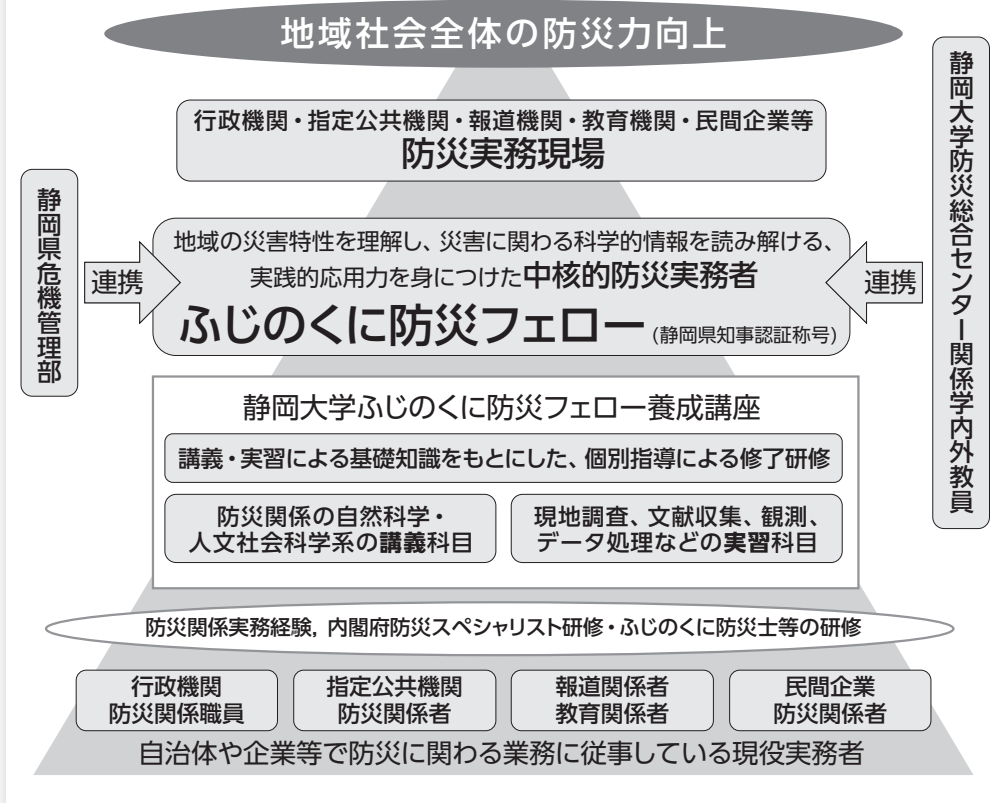 地域社会全体の防災力向上
行政機関・指定公共機関・報道機関・教育機関・民間企業等
防災実務現場
静岡県危機管理部
連携
地域の災害特性を理解し、災害に関わる科学的情報を読み解ける、
実践的応用力を身につけた中核的防災実務者
ふじのくに防災フェロー(静岡県知事認証称号)
連携
静岡大学防災総合センター関係学内外教員
静岡大学ふじのくに防災フェロー養成講座
講義・実習による基礎知識をもとにした、個別指導による修了研修
防災関係の自然科学・
人文社会科学系の講義科目
現地調査、文献収集、観測、
データ処理などの実習科目
防災関係実務経験, 内閣府防災スペシャリスト研修・ふじのくに防災士等の研修
行政機関
防災関係職員
指定公共機関
防災関係者
報道関係者
教育関係者
民間企業
防災関係者
自治体や企業等で防災に関わる業務に従事している現役実務者